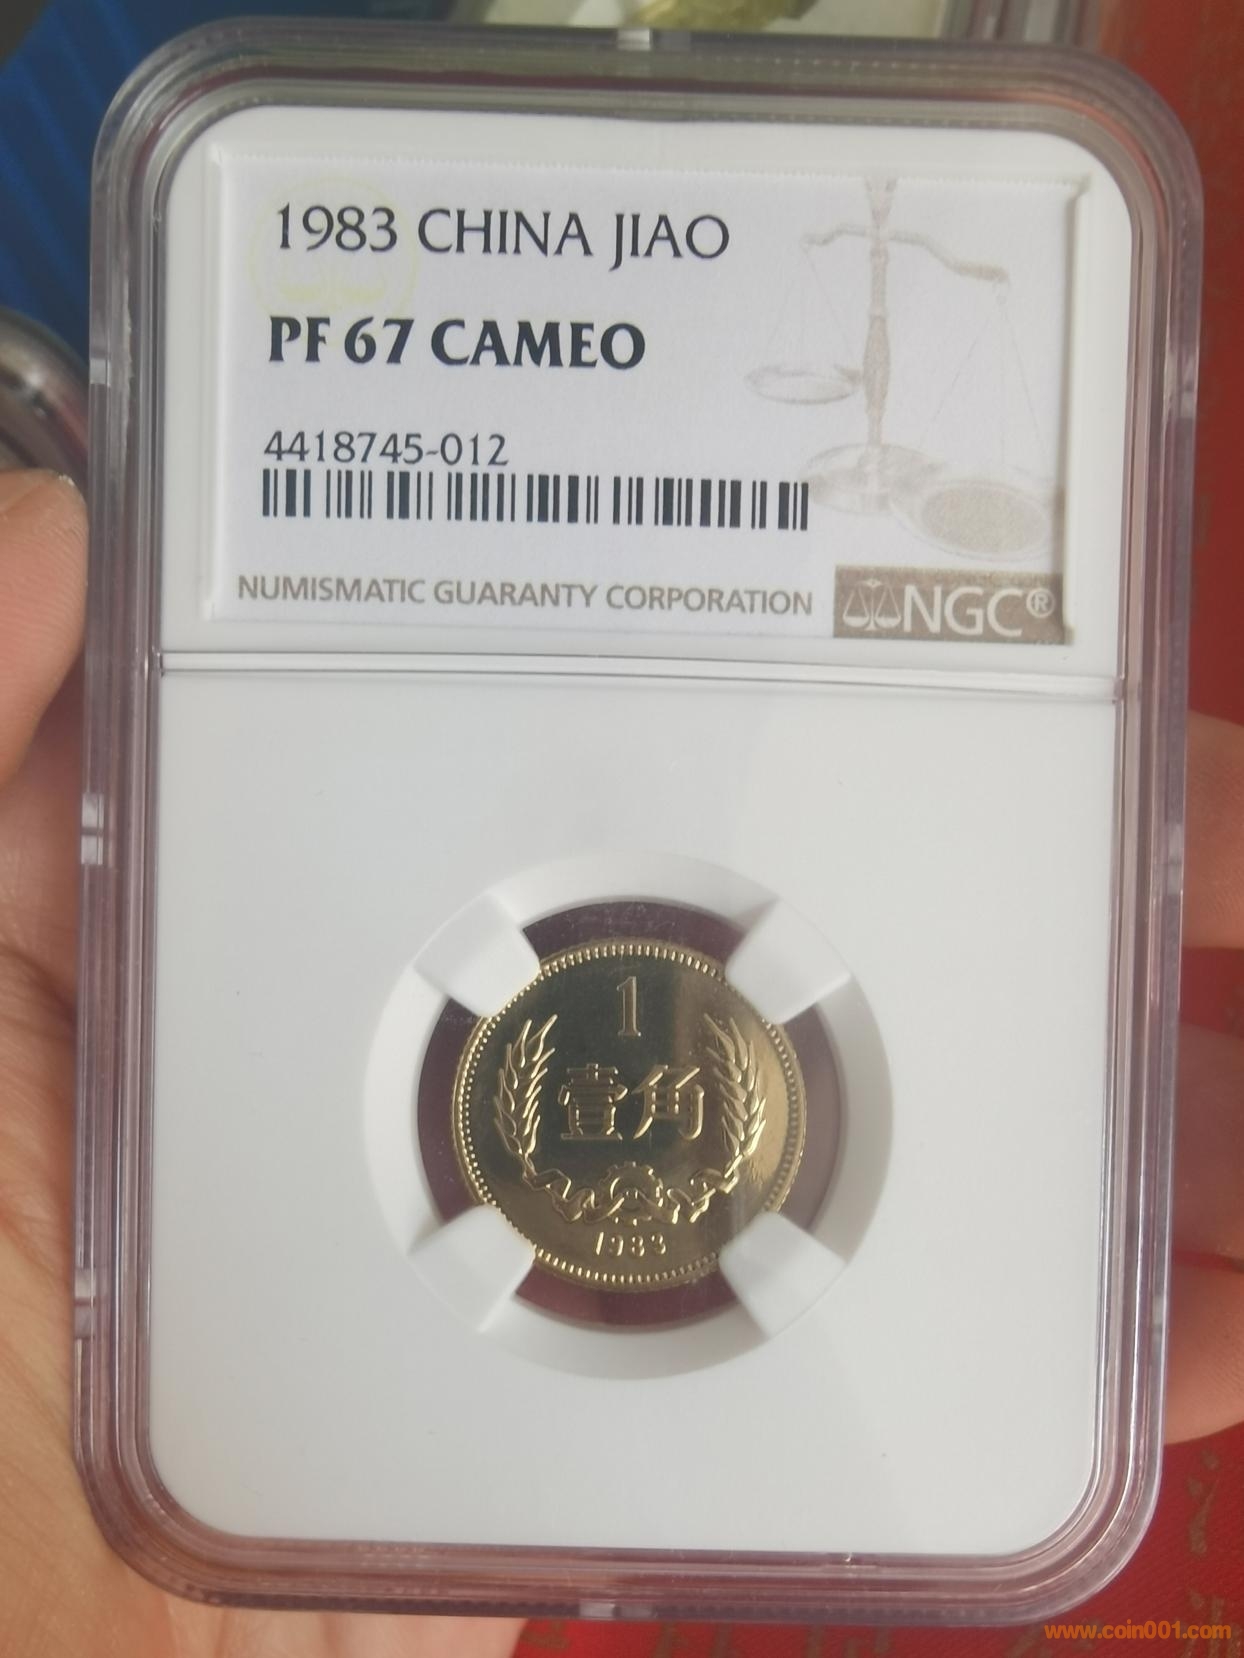 1983 CHINA JIAO
PF 67 CAMEO
4418745-012
NUMISMATIC GUARANTY CORPORATION
NGC®
1
壹角
1983
www.coin001.com